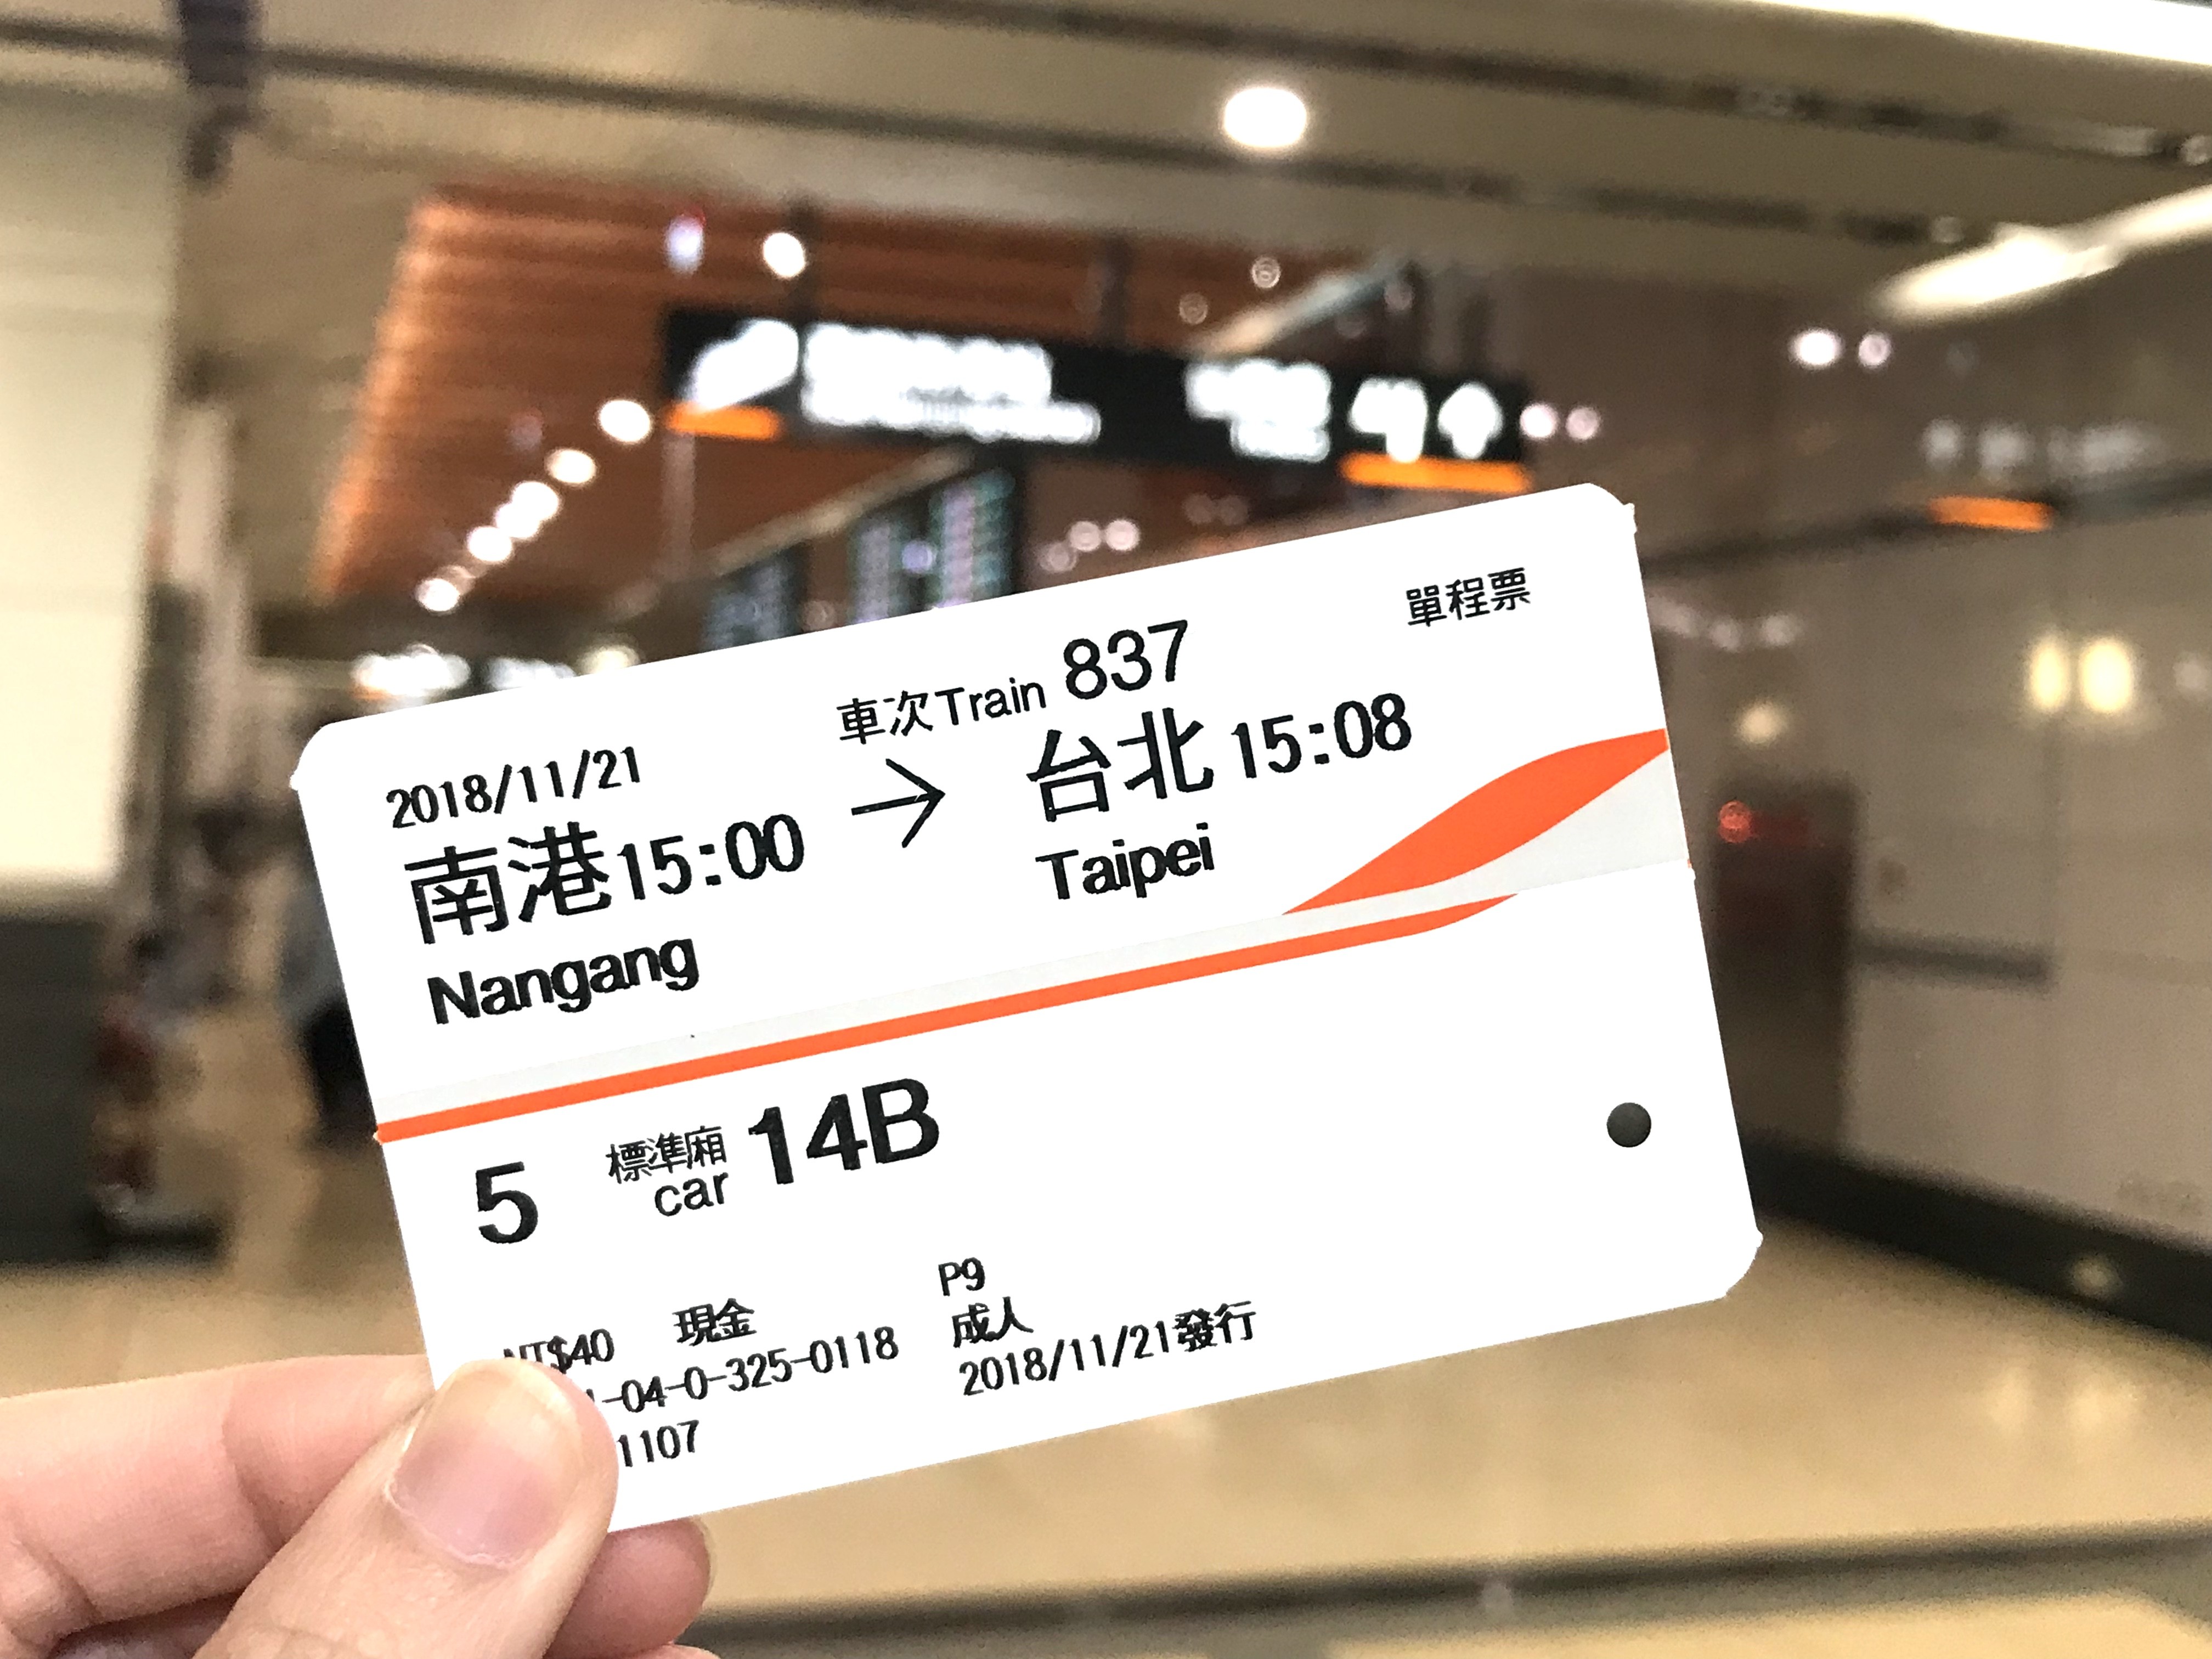 單程票
車次Train 837
2018/11/21
南港15:00 → 台北 15:08
Nangang Taipei
5 標準廂 14B
car
P9
NT$40 現金 成人
-04-0-325-0118 2018/11/21發行
1107